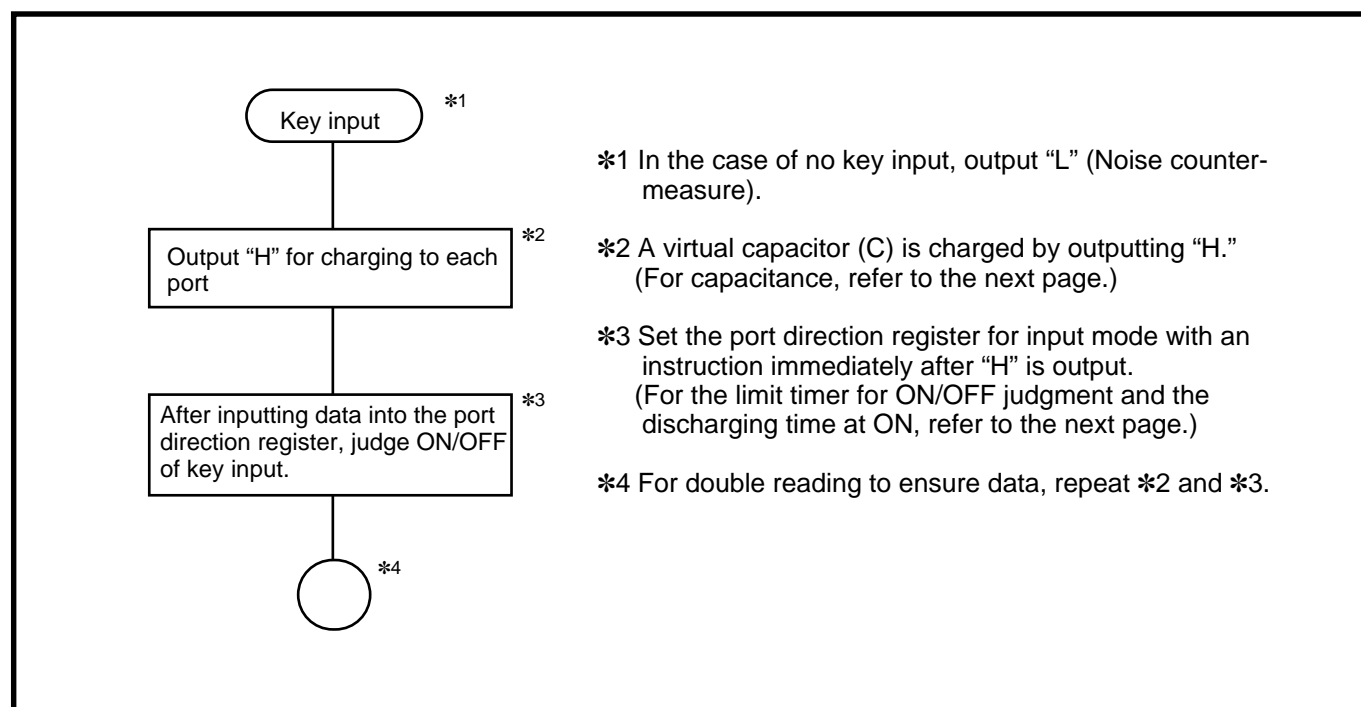 Key input
✽1
Output “H” for charging to each
port
✽2
After inputting data into the port
direction register, judge ON/OFF
of key input.
✽3
✽4
✽1 In the case of no key input, output “L” (Noise counter-
measure).
✽2 A virtual capacitor (C) is charged by outputting “H.”
(For capacitance, refer to the next page.)
✽3 Set the port direction register for input mode with an
instruction immediately after “H” is output.
(For the limit timer for ON/OFF judgment and the
discharging time at ON, refer to the next page.)
✽4 For double reading to ensure data, repeat ✽2 and ✽3.